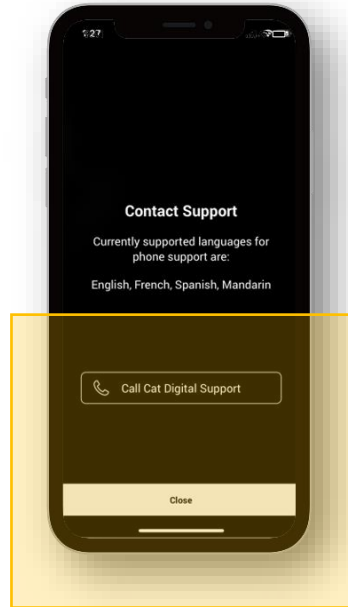 Contact Support
Currently supported languages for
phone support are:
English, French, Spanish, Mandarin
Call Cat Digital Support
Close